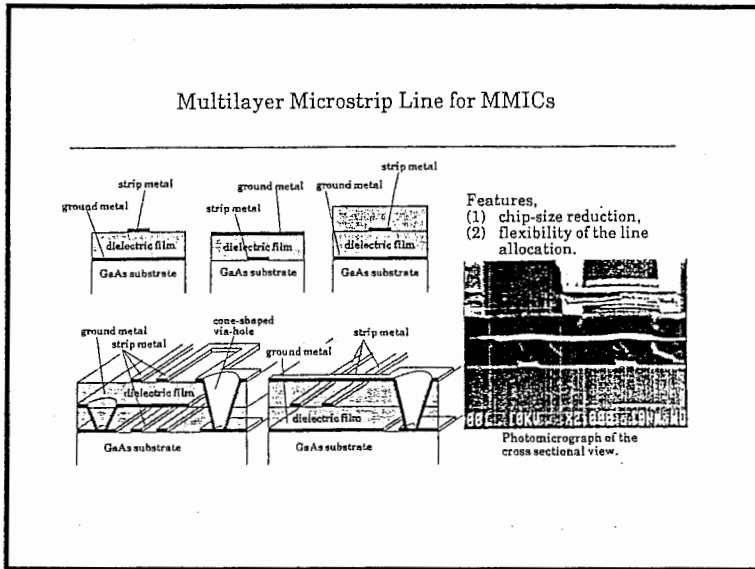 Multilayer Microstrip Line for MMICs
strip metal
ground metal
dielectric film
GaAs substrate
ground metal
strip metal
dielectric film
GaAs substrate
strip metal
ground metal
dielectric film
GaAs substrate
Features,
(1) chip-size reduction,
(2) flexibility of the line
allocation.
cone-shaped
via-hole
ground metal
strip metal
dielectric film
dielectric film
GaAs substrate
strip metal
ground metal
dielectric film
GaAs substrate
Photomicrograph of the
cross sectional view.